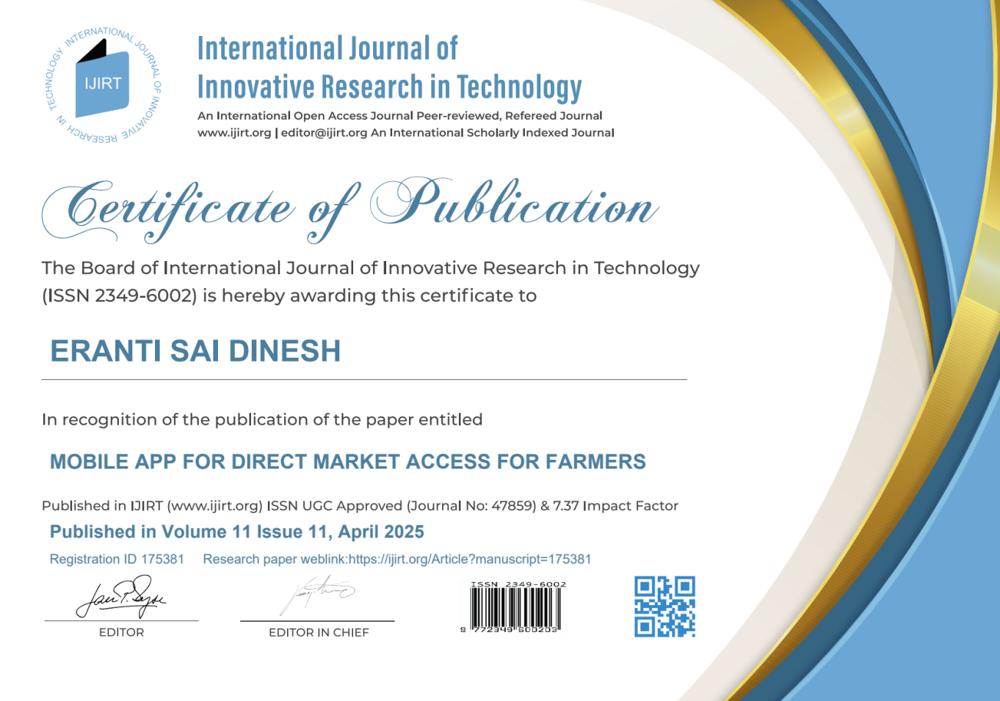 INTERNATIONAL JOURNAL OF INNOVATIVE RESEARCH IN TECHNOLOGY
IJIRT
International Journal of
Innovative Research in Technology
An International Open Access Journal Peer-reviewed, Refereed Journal
www.ijirt.org | editor@ijirt.org An International Scholarly Indexed Journal
Certificate of Publication
The Board of International Journal of Innovative Research in Technology
(ISSN 2349-6002) is hereby awarding this certificate to
ERANTI SAI DINESH
In recognition of the publication of the paper entitled
MOBILE APP FOR DIRECT MARKET ACCESS FOR FARMERS
Published in IJIRT (www.ijirt.org) ISSN UGC Approved (Journal No: 47859) & 7.37 Impact Factor
Published in Volume 11 Issue 11, April 2025
Registration ID 175381 Research paper weblink:https://ijirt.org/Article?manuscript=175381
ISSN 2349-6002
9 772349 600203
EDITOR
EDITOR IN CHIEF